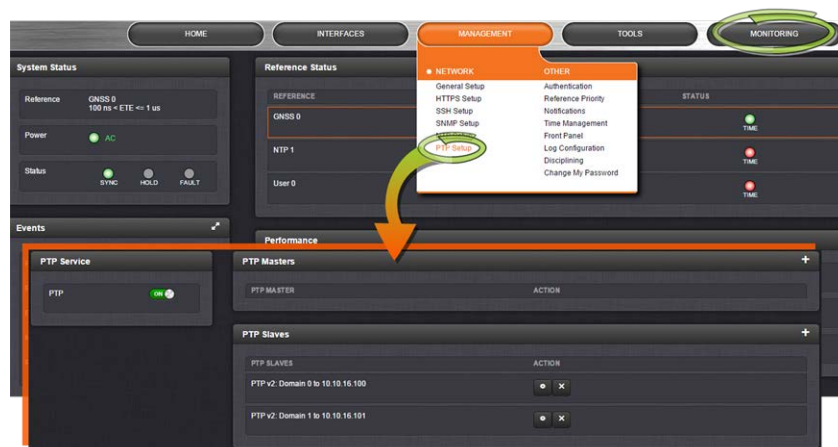 HOME
INTERFACES
MANAGEMENT
TOOLS
MONITORING
System Status
Reference GNSS 0
100 ns < ETE <= 1 us
Power AC
Status
SYNC HOLD FAULT
Events
Reference Status
REFERENCE STATUS
GNSS 0
TIME
NTP 1
TIME
User 0
TIME
NETWORK
General Setup
HTTPS Setup
SSH Setup
SNMP Setup
PTP Setup
OTHER
Authentication
Reference Priority
Notifications
Time Management
Front Panel
Log Configuration
Disciplining
Change My Password
Performance
PTP Service
PTP ON
PTP Masters +
PTP MASTER ACTION
PTP Slaves +
PTP SLAVES ACTION
PTP v2: Domain 0 to 10.10.16.100
PTP v2: Domain 1 to 10.10.16.101